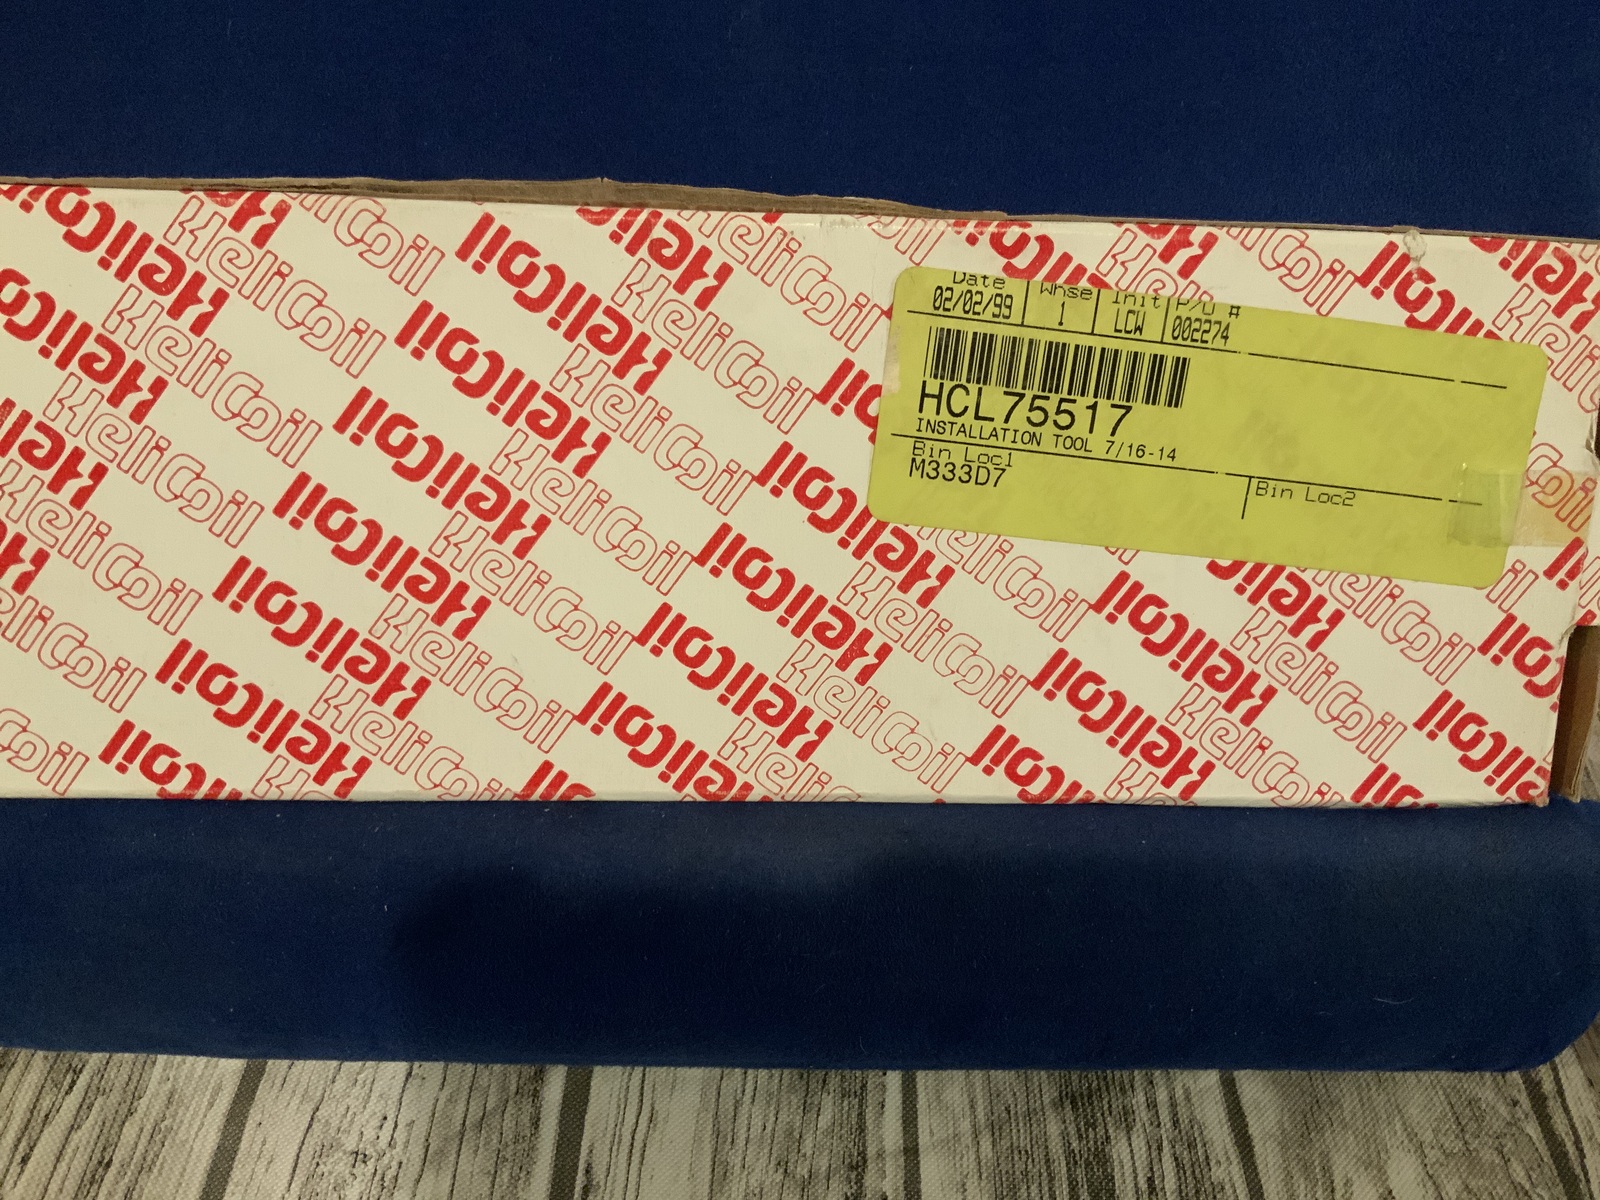 Date Whse Init P/O #
02/02/99 1 LCW 002274
HCL75517
INSTALLATION TOOL 7/16-14
Bin Loc1 Bin Loc2
M333D7
HeliCoil